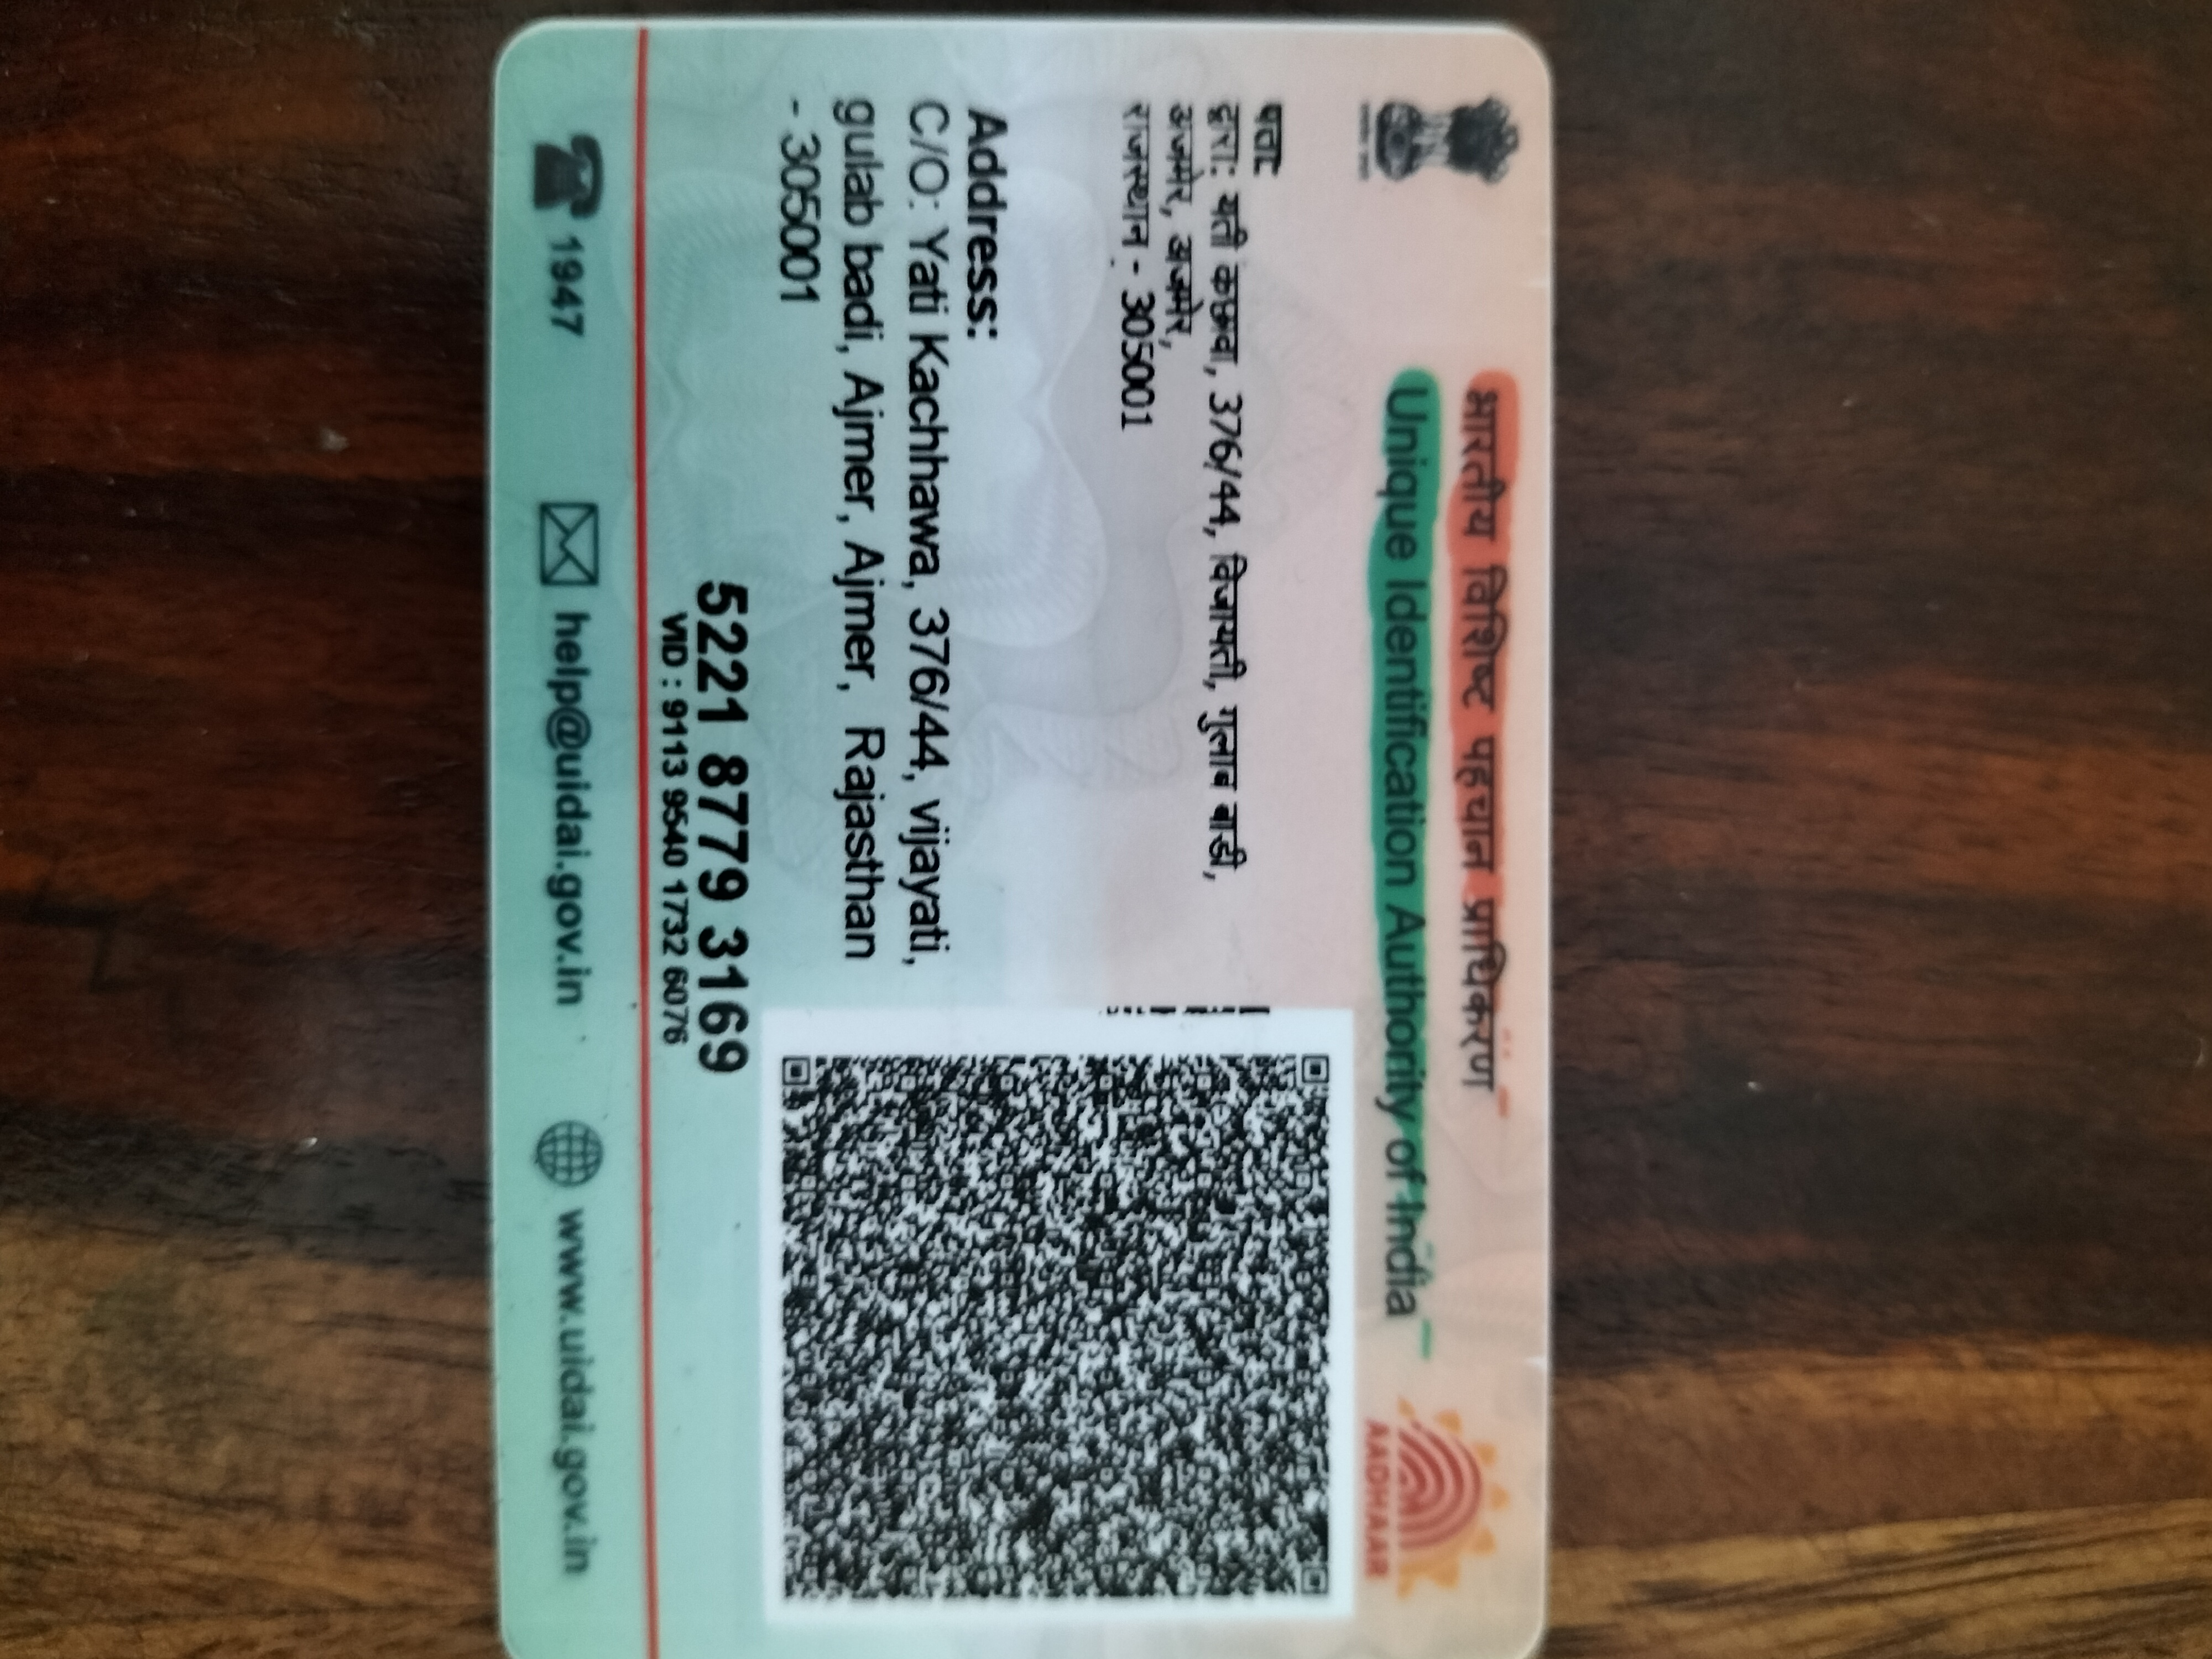 भारतीय विशिष्ट पहचान प्राधिकरण
Unique Identification Authority of India
AADHAAR
पता:
द्वारा: यती कछावा, 376/44, विजायती, गुलाब बाडी,
अजमेर, अजमेर,
राजस्थान - 305001
Address:
C/O: Yati Kachhawa, 376/44, vijayati,
gulab badi, Ajmer, Ajmer, Rajasthan
- 305001
5221 8779 3169
VID : 9113 9540 1732 6076
1947
help@uidai.gov.in
www.uidai.gov.in